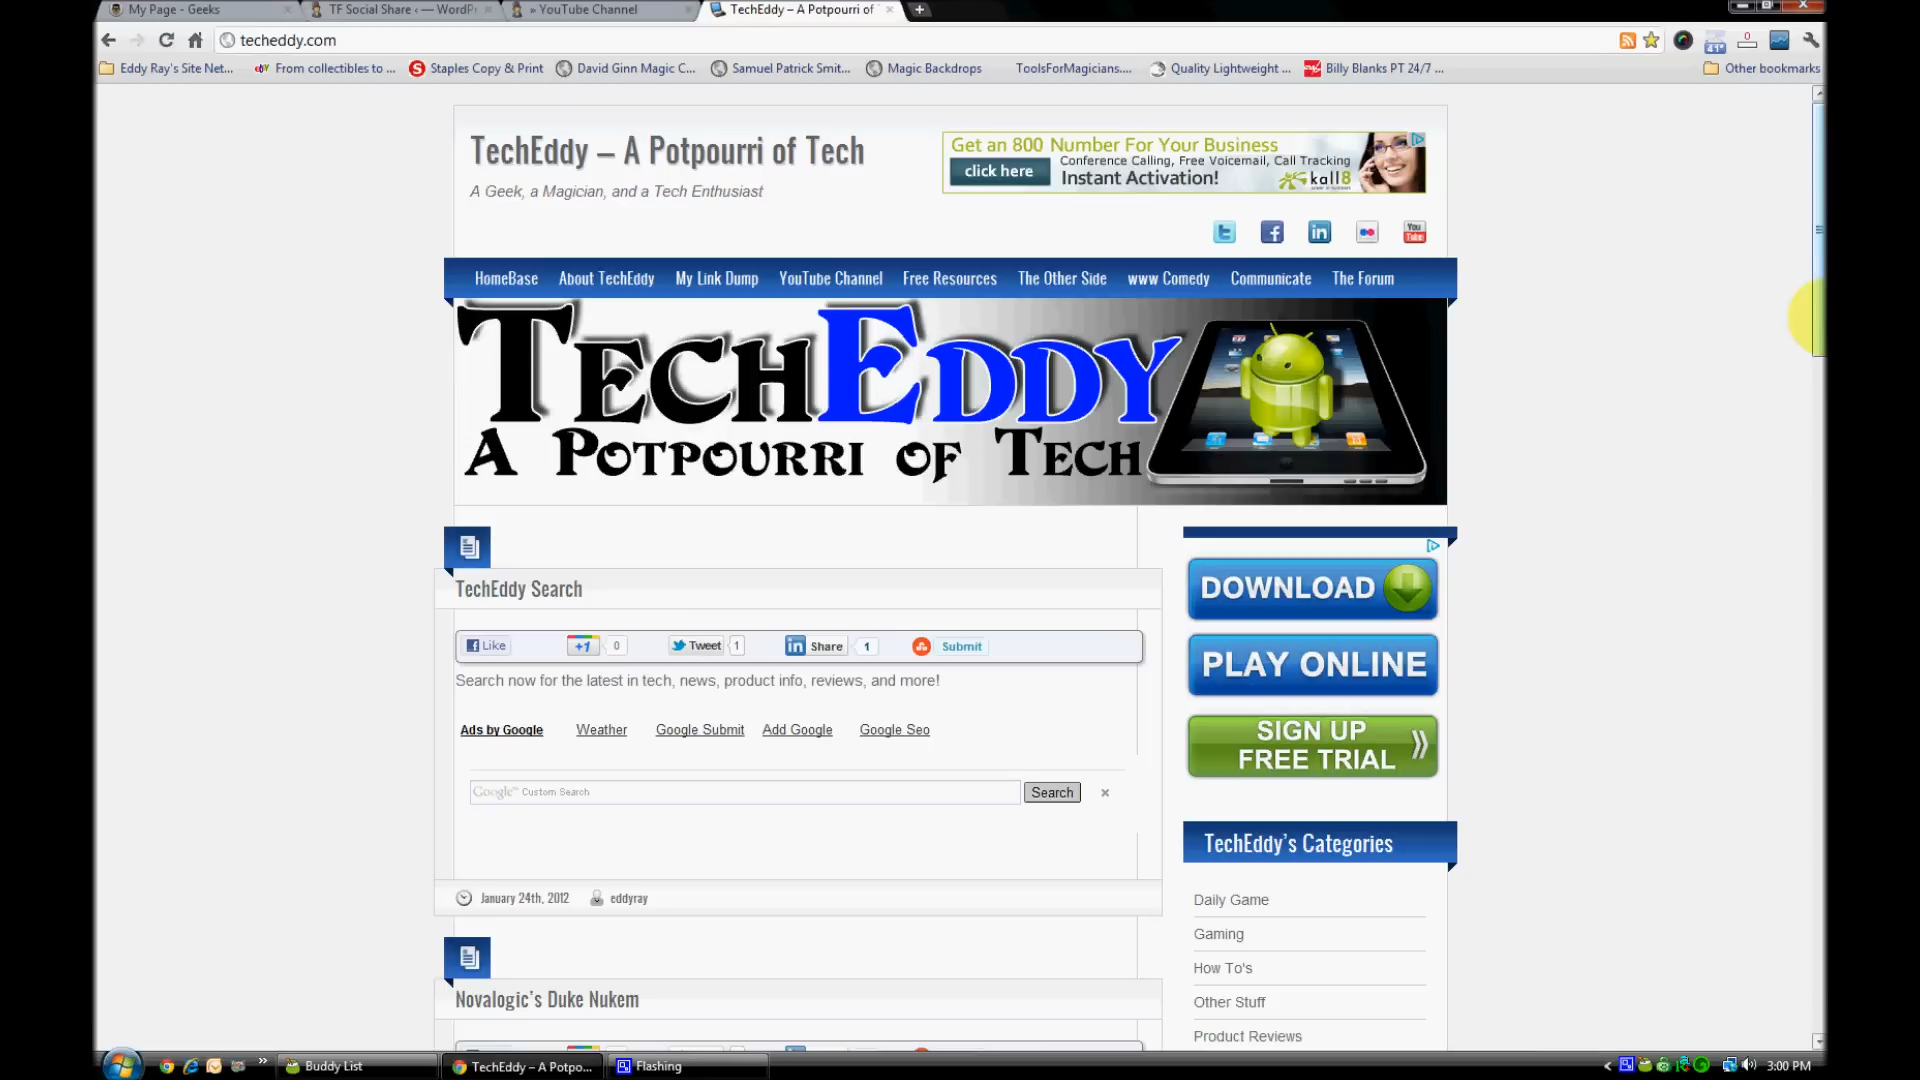 My Page - Geeks
TF Social Share ‹ — WordPr
» YouTube Channel
TechEddy – A Potpourri of
techeddy.com
Eddy Ray's Site Net...
From collectibles to ...
Staples Copy & Print
David Ginn Magic C...
Samuel Patrick Smit...
Magic Backdrops
ToolsForMagicians....
Quality Lightweight ...
Billy Blanks PT 24/7 ...
Other bookmarks
41°
0
TechEddy – A Potpourri of Tech
A Geek, a Magician, and a Tech Enthusiast
Get an 800 Number For Your Business
click here
Conference Calling, Free Voicemail, Call Tracking
Instant Activation!
kall8
You Tube
HomeBase
About TechEddy
My Link Dump
YouTube Channel
Free Resources
The Other Side
www Comedy
Communicate
The Forum
TechEddy
A Potpourri of Tech
TechEddy Search
Like
+1
0
Tweet
1
Share
1
Submit
Search now for the latest in tech, news, product info, reviews, and more!
Ads by Google
Weather
Google Submit
Add Google
Google Seo
Google™ Custom Search
Search
×
January 24th, 2012
eddyray
Novalogic's Duke Nukem
DOWNLOAD
PLAY ONLINE
SIGN UP
FREE TRIAL
TechEddy's Categories
Daily Game
Gaming
How To's
Other Stuff
Product Reviews
Buddy List
TechEddy – A Potpo...
Flashing
3:00 PM